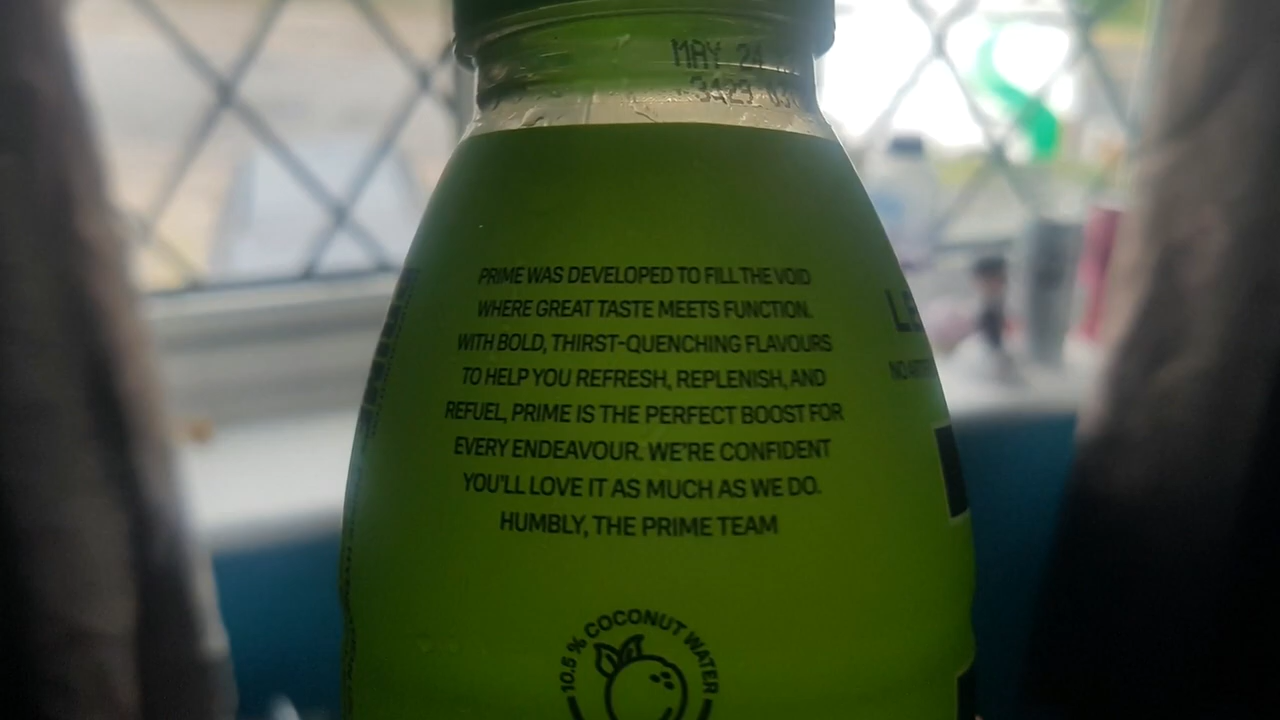 MAY 24
PRIME WAS DEVELOPED TO FILL THE VOID
WHERE GREAT TASTE MEETS FUNCTION.
WITH BOLD, THIRST-QUENCHING FLAVOURS
TO HELP YOU REFRESH, REPLENISH, AND
REFUEL, PRIME IS THE PERFECT BOOST FOR
EVERY ENDEAVOUR. WE'RE CONFIDENT
YOU'LL LOVE IT AS MUCH AS WE DO.
HUMBLY, THE PRIME TEAM
10.5 % COCONUT WATER